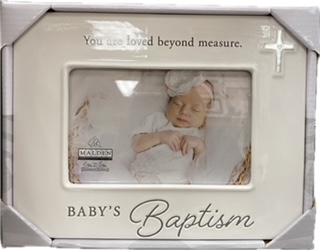 You are loved beyond measure.
MALDEN
BABY'S Baptism